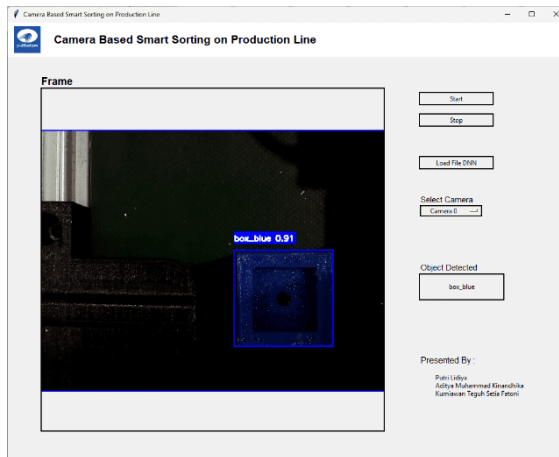 Camera Based Smart Sorting on Production Line
Camera Based Smart Sorting on Production Line
Frame
Start
Stop
Load File DNN
Select Camera
Camera 0
box_blue 0.91
Object Detected
box_blue
Presented By :
Putri Lidiya
Aditya Muhammad Kinandhika
Kurniawan Teguh Setia Fatoni